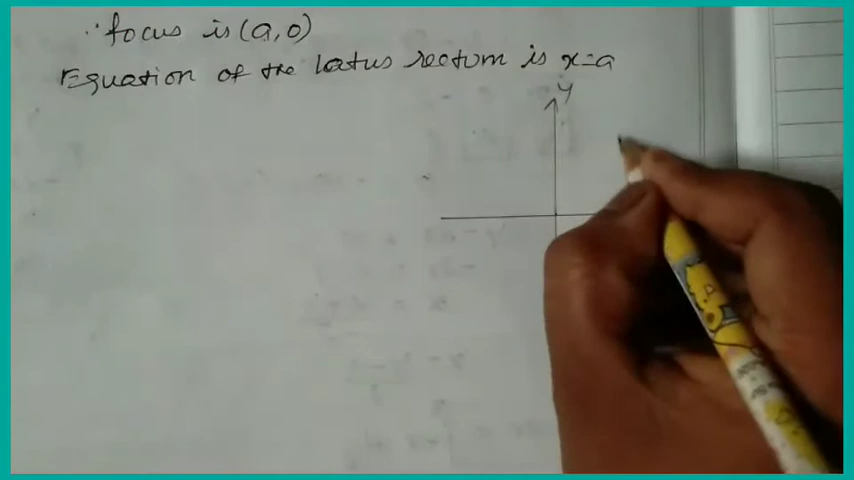 ∴ focus is (a,0)
Equation of the latus rectum is x=a
y